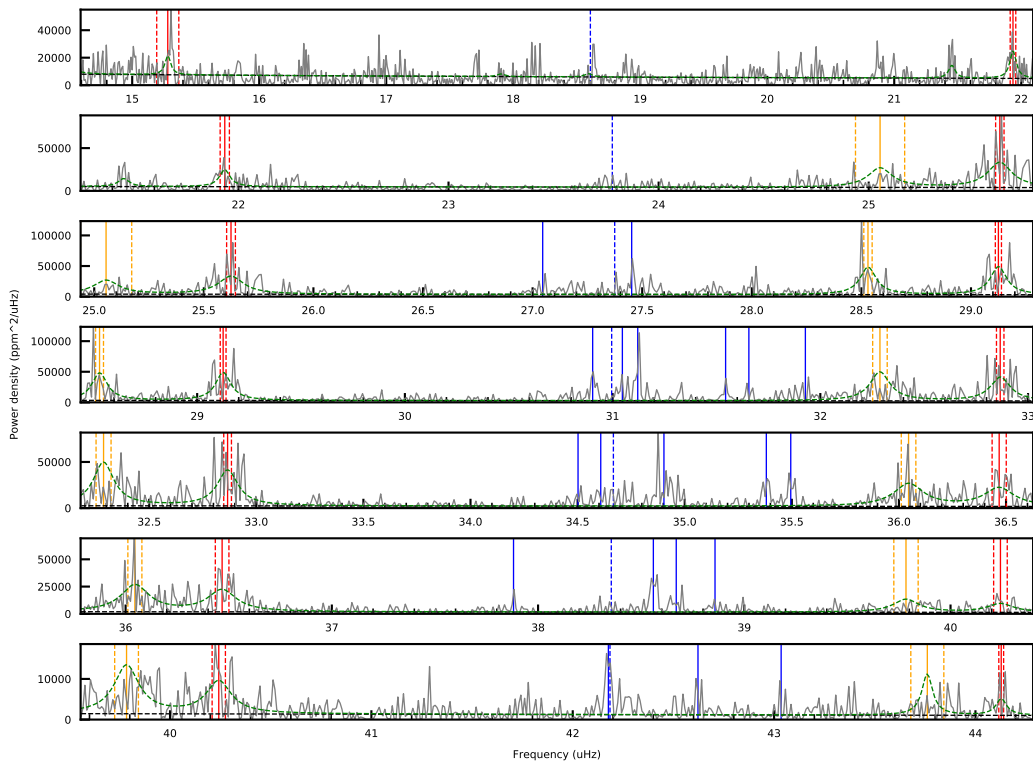 40000
20000
0
15 16 17 18 19 20 21 22
50000
0
22 23 24 25
100000
50000
0
25.0 25.5 26.0 26.5 27.0 27.5 28.0 28.5 29.0
100000
50000
0
29 30 31 32 33
Power density (ppm^2/uHz)
50000
0
32.5 33.0 33.5 34.0 34.5 35.0 35.5 36.0 36.5
50000
25000
0
36 37 38 39 40
10000
0
40 41 42 43 44
Frequency (uHz)